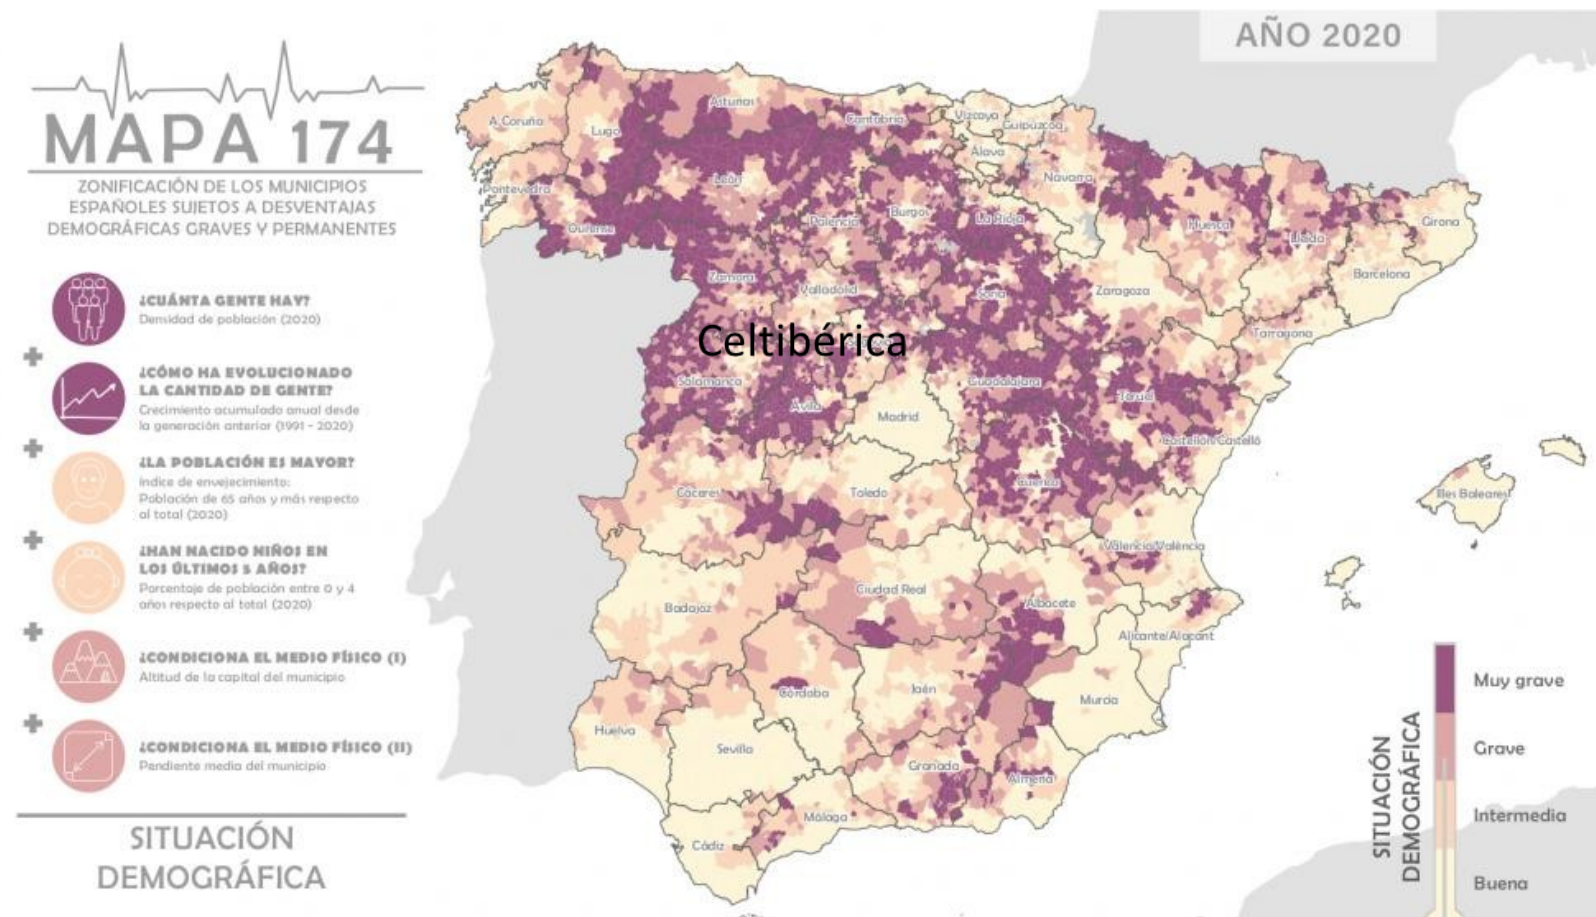 AÑO 2020
MAPA 174
ZONIFICACIÓN DE LOS MUNICIPIOS
ESPAÑOLES SUJETOS A DESVENTAJAS
DEMOGRÁFICAS GRAVES Y PERMANENTES
¿CUÁNTA GENTE HAY?
Densidad de población (2020)
¿CÓMO HA EVOLUCIONADO
LA CANTIDAD DE GENTE?
Crecimiento acumulado anual desde
la generación anterior (1991 - 2020)
¿LA POBLACIÓN ES MAYOR?
Índice de envejecimiento:
Población de 65 años y más respecto
al total (2020)
¿HAN NACIDO NIÑOS EN
LOS ÚLTIMOS 5 AÑOS?
Porcentaje de población entre 0 y 4
años respecto al total (2020)
¿CONDICIONA EL MEDIO FÍSICO (I)
Altitud de la capital del municipio
¿CONDICIONA EL MEDIO FÍSICO (II)
Pendiente media del municipio
SITUACIÓN
DEMOGRÁFICA
A Coruña
Lugo
Asturias
Cantabria
Vizcaya
Guipúzcoa
Álava
Navarra
Pontevedra
Ourense
León
Palencia
Burgos
La Rioja
Huesca
Lleida
Girona
Barcelona
Zamora
Valladolid
Soria
Zaragoza
Tarragona
Celtibérica
Salamanca
Ávila
Madrid
Guadalajara
Teruel
Castellón/Castelló
Cáceres
Toledo
Cuenca
Valencia/València
Illes Balears
Badajoz
Ciudad Real
Albacete
Alicante/Alacant
Córdoba
Jaén
Murcia
Huelva
Sevilla
Granada
Almería
Málaga
Cádiz
SITUACIÓN
DEMOGRÁFICA
Muy grave
Grave
Intermedia
Buena